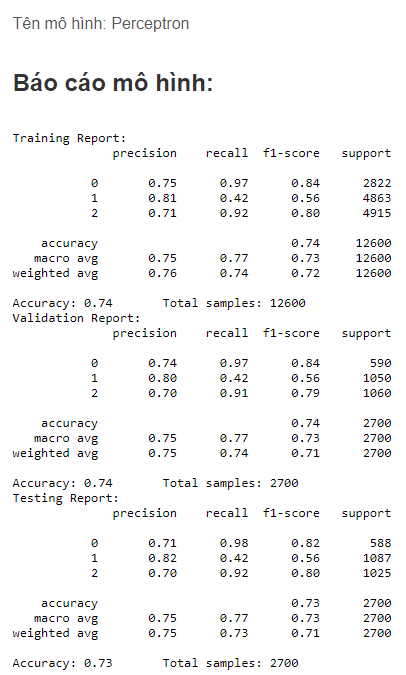 Tên mô hình: Perceptron
Báo cáo mô hình:
Training Report:
precision recall f1-score support
0 0.75 0.97 0.84 2822
1 0.81 0.42 0.56 4863
2 0.71 0.92 0.80 4915
accuracy 0.74 12600
macro avg 0.75 0.77 0.73 12600
weighted avg 0.76 0.74 0.72 12600
Accuracy: 0.74 Total samples: 12600
Validation Report:
precision recall f1-score support
0 0.74 0.97 0.84 590
1 0.80 0.42 0.56 1050
2 0.70 0.91 0.79 1060
accuracy 0.74 2700
macro avg 0.75 0.77 0.73 2700
weighted avg 0.75 0.74 0.71 2700
Accuracy: 0.74 Total samples: 2700
Testing Report:
precision recall f1-score support
0 0.71 0.98 0.82 588
1 0.82 0.42 0.56 1087
2 0.70 0.92 0.80 1025
accuracy 0.73 2700
macro avg 0.75 0.77 0.73 2700
weighted avg 0.75 0.73 0.71 2700
Accuracy: 0.73 Total samples: 2700